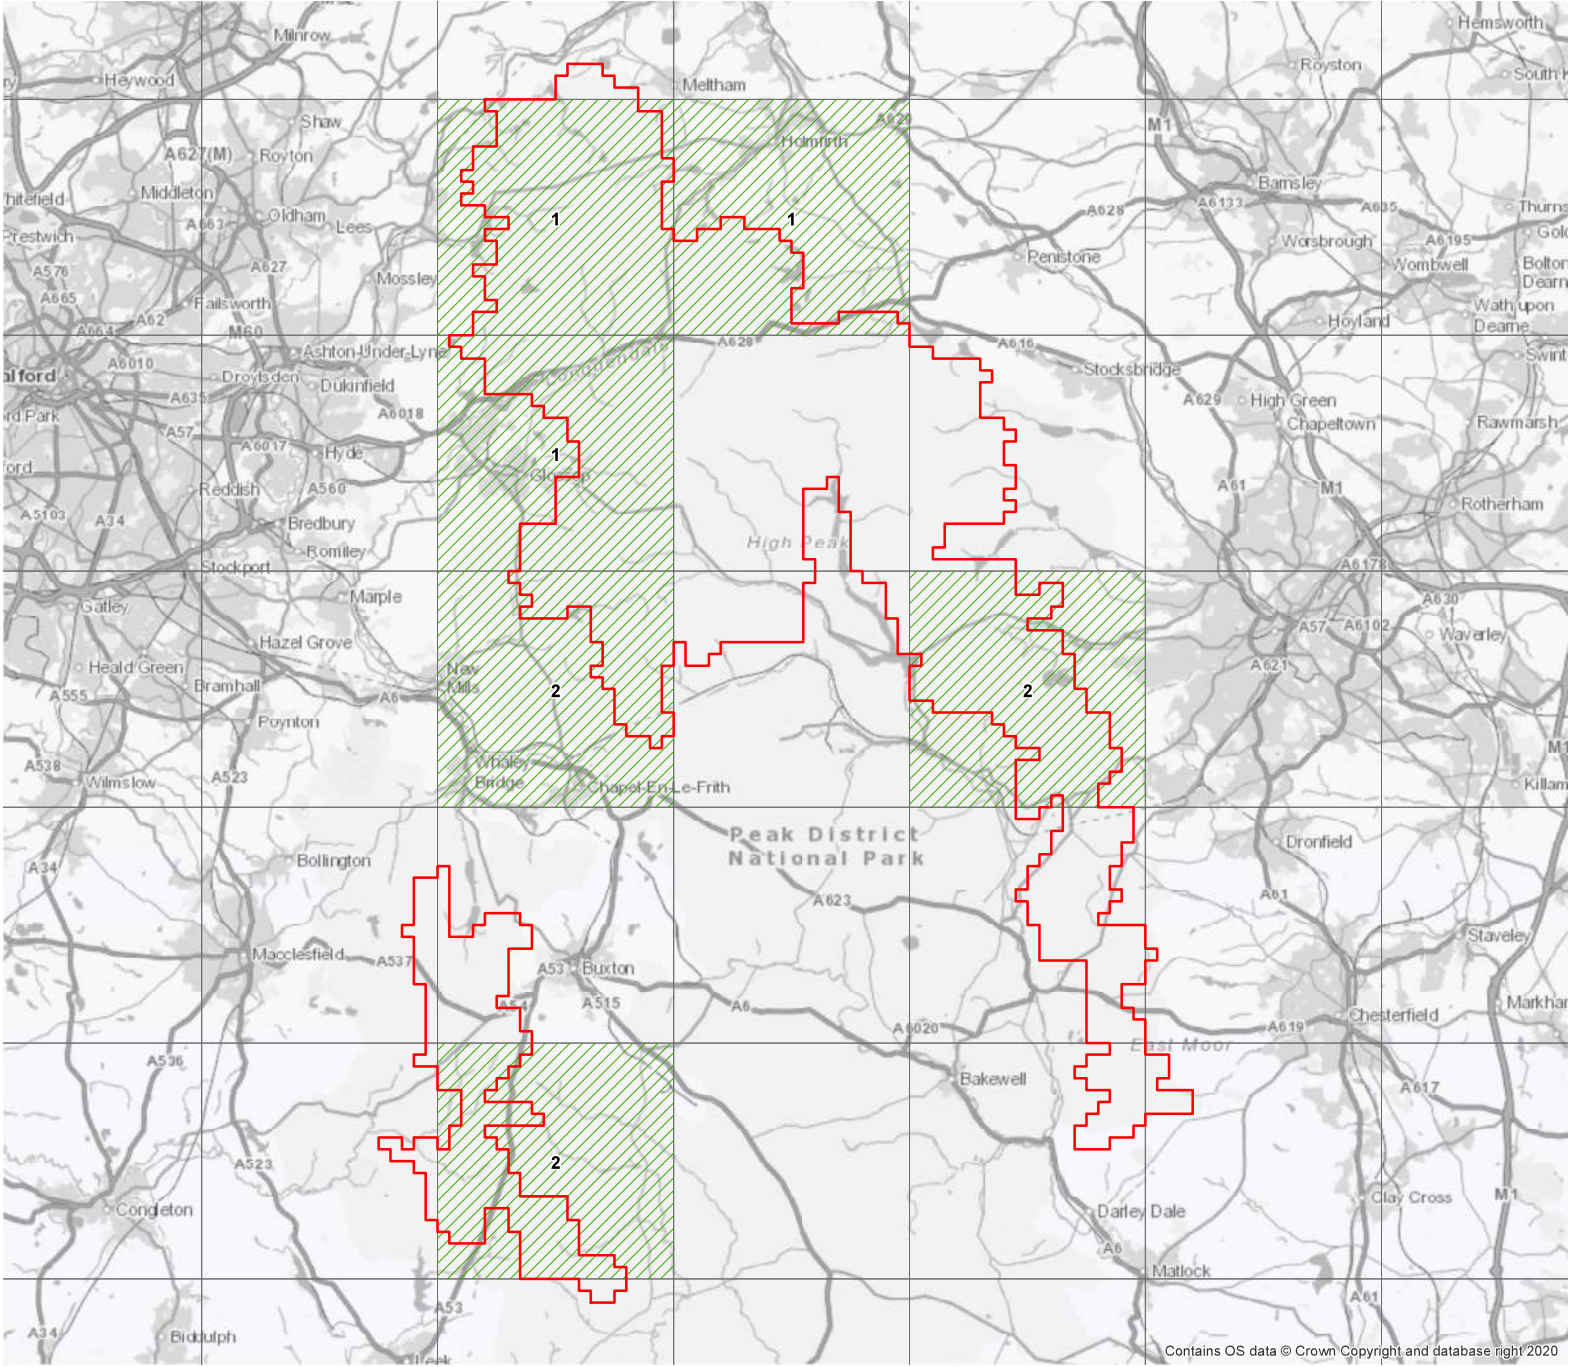 Milnrow
Hemsworth
Heywood
Meltham
Royston
South K
Shaw
A629
M1
Holmfirth
A627(M)
Royton
Middleton
Barnsley
Whitefield
A628
A6133
A635
Thurns
Oldham
1
1
A663
Lees
Prestwich
Worsbrough
A6195
Gol
Penistone
A576
A627
Mossley
Wombwell
Bolton
Dearn
A665
Failsworth
Wath upon
Dearne
A62
Hoyland
A664
M60
A628
A616
Ashton-Under-Lyne
Longdendale
Swint
A6010
Stocksbridge
alford
Droylsden
Dukinfield
A635
A629
High Green
ord Park
A6018
A57
Chapeltown
Rawmarsh
A6017
Hyde
1
ord
Glossop
Reddish
A560
A61
M1
Rotherham
A5103
A34
Bredbury
High Peak
Romiley
Stockport
A6178
Marple
A630
Gatley
A57
A6102
Waverley
Hazel Grove
Heald Green
A621
New
Mills
Bramhall
2
2
A555
A6
Poynton
M1
A538
Whaley
Bridge
Wilmslow
A523
Chapel-En-Le-Frith
Killam
Peak District
National Park
Dronfield
Bollington
A34
A623
A61
Staveley
Macclesfield
A537
A53
Buxton
A54
A515
A6
Markhar
Chesterfield
A6020
A619
East Moor
A536
Bakewell
A617
A523
2
Clay Cross
M1
Congleton
Darley Dale
A6
Matlock
A53
A61
A34
Biddulph
Leek
Contains OS data © Crown Copyright and database right 2020